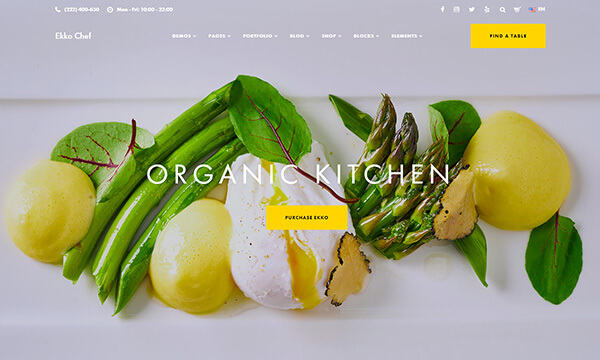 (222) 400-630 Mon - Fri: 10:00 - 22:00 EN
Ekko Chef DEMOS PAGES PORTFOLIO BLOG SHOP BLOCKS ELEMENTS FIND A TABLE
ORGANIC KITCHEN
PURCHASE EKKO